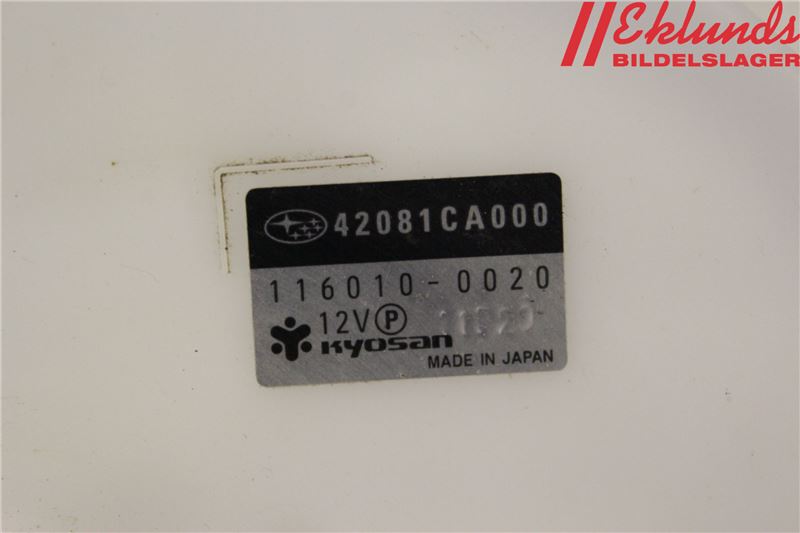 Eklunds
BILDELSLAGER
42081CA000
116010-0020
12V P
Kyosan
MADE IN JAPAN